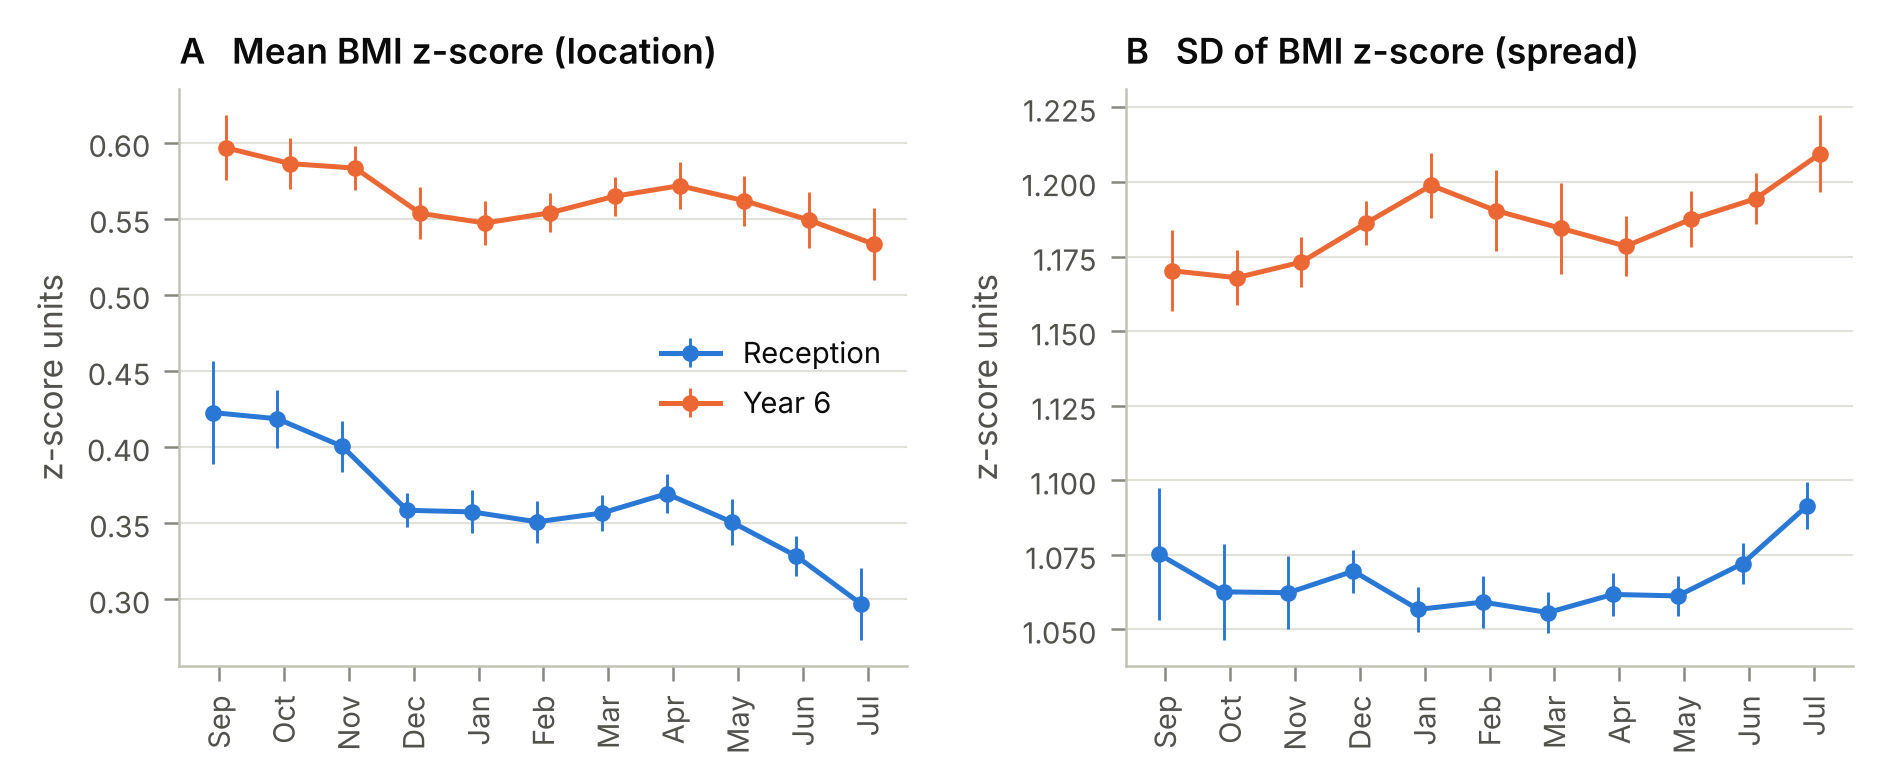 A Mean BMI z-score (location)
z-score units
0.60
0.55
0.50
0.45
0.40
0.35
0.30
Reception
Year 6
Sep Oct Nov Dec Jan Feb Mar Apr May Jun Jul
B SD of BMI z-score (spread)
z-score units
1.225
1.200
1.175
1.150
1.125
1.100
1.075
1.050
Sep Oct Nov Dec Jan Feb Mar Apr May Jun Jul